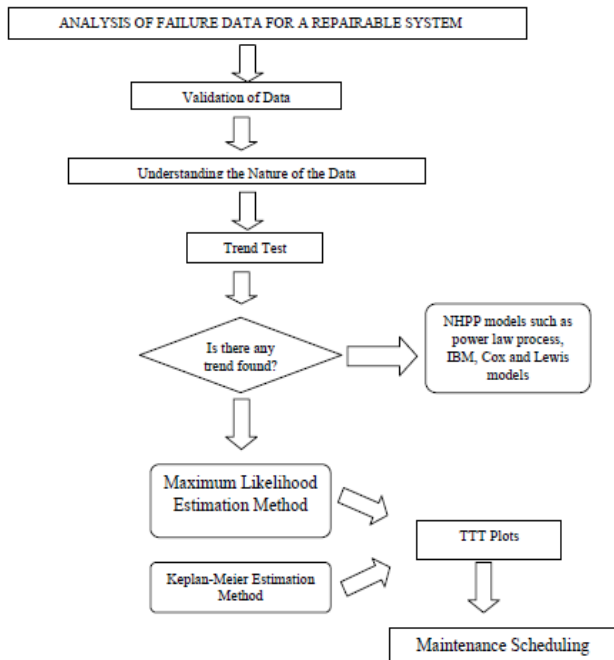 ANALYSIS OF FAILURE DATA FOR A REPAIRABLE SYSTEM
Validation of Data
Understanding the Nature of the Data
Trend Test
Is there any
trend found?
NHPP models such as
power law process,
IBM, Cox and Lewis
models
Maximum Likelihood
Estimation Method
TTT Plots
Keplan-Meier Estimation
Method
Maintenance Scheduling